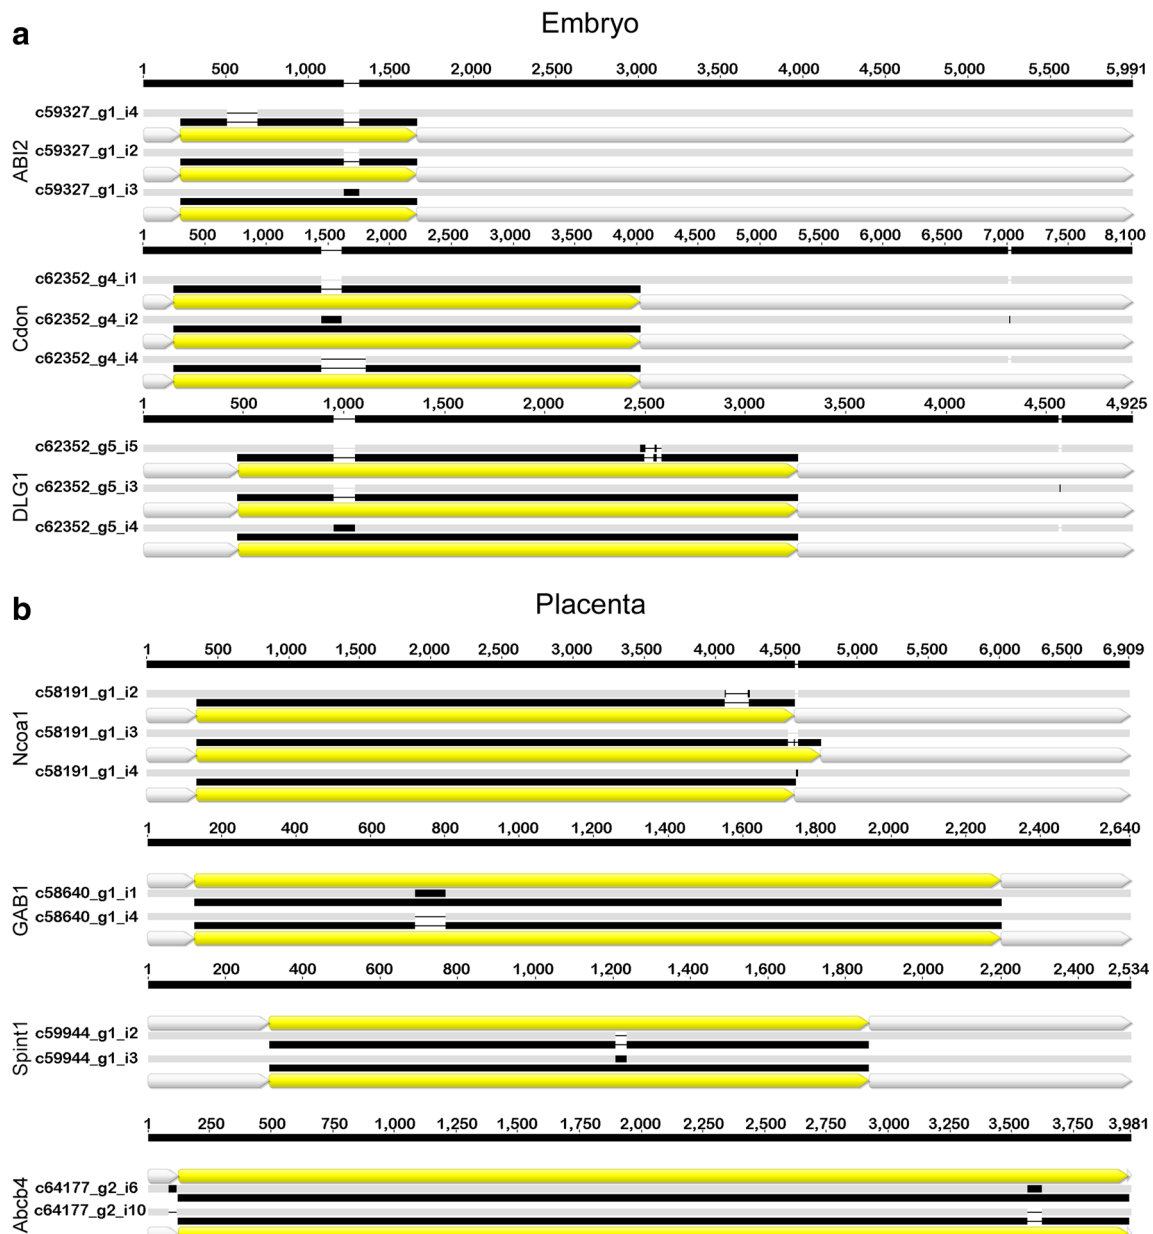 Embryo
a
1 500 1,000 1,500 2,000 2,500 3,000 3,500 4,000 4,500 5,000 5,500 5,991
ABI2
c59327_g1_i4
c59327_g1_i2
c59327_g1_i3
1 500 1,000 1,500 2,000 2,500 3,000 3,500 4,000 4,500 5,000 5,500 6,000 6,500 7,000 7,500 8,100
Cdon
c62352_g4_i1
c62352_g4_i2
c62352_g4_i4
1 500 1,000 1,500 2,000 2,500 3,000 3,500 4,000 4,500 4,925
DLG1
c62352_g5_i5
c62352_g5_i3
c62352_g5_i4
b
Placenta
1 500 1,000 1,500 2,000 2,500 3,000 3,500 4,000 4,500 5,000 5,500 6,000 6,500 6,909
Ncoa1
c58191_g1_i2
c58191_g1_i3
c58191_g1_i4
1 200 400 600 800 1,000 1,200 1,400 1,600 1,800 2,000 2,200 2,400 2,640
GAB1
c58640_g1_i1
c58640_g1_i4
1 200 400 600 800 1,000 1,200 1,400 1,600 1,800 2,000 2,200 2,400 2,534
Spint1
c59944_g1_i2
c59944_g1_i3
1 250 500 750 1,000 1,250 1,500 1,750 2,000 2,250 2,500 2,750 3,000 3,250 3,500 3,750 3,981
Abcb4
c64177_g2_i6
c64177_g2_i10